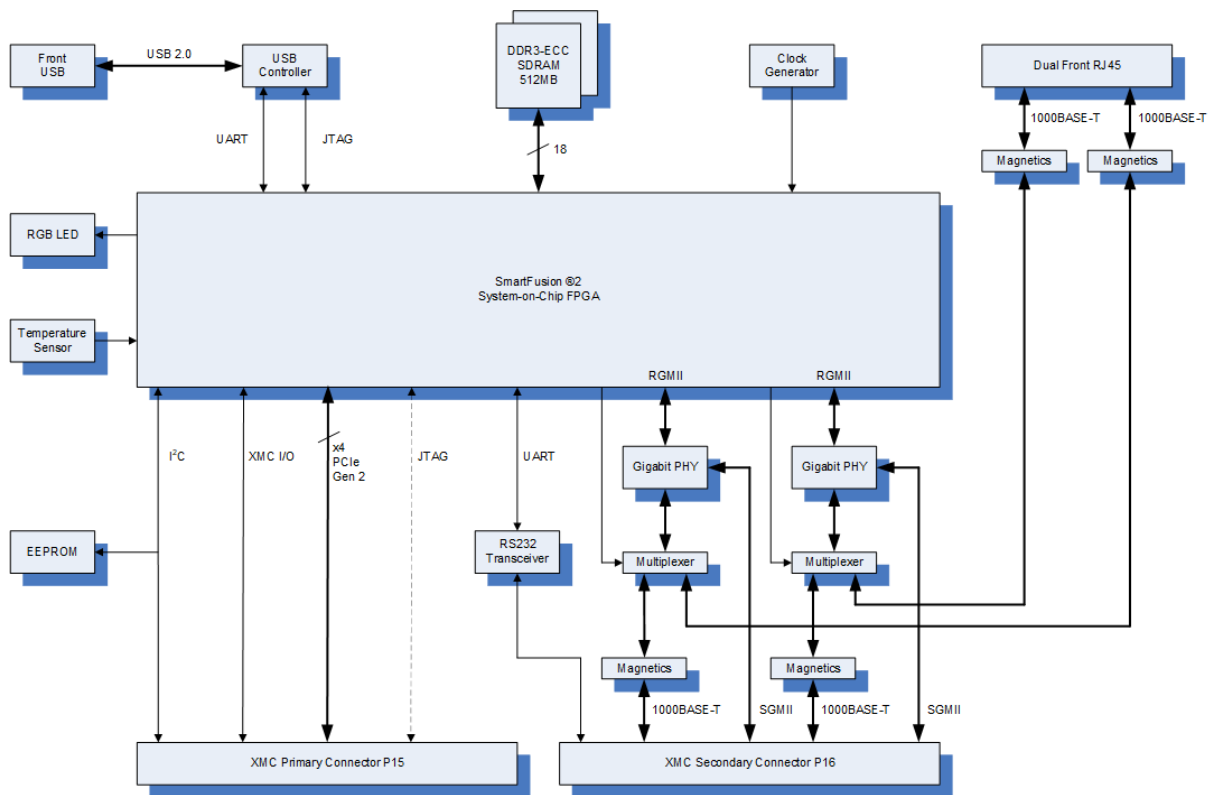 Front
USB
USB 2.0
USB
Controller
DDR3-ECC
SDRAM
512MB
Clock
Generator
Dual Front RJ45
1000BASE-T
1000BASE-T
UART
JTAG
18
Magnetics
Magnetics
RGB LED
SmartFusion ®2
System-on-Chip FPGA
Temperature
Sensor
RGMII
RGMII
I²C
XMC I/O
x4
PCIe
Gen 2
JTAG
UART
Gigabit PHY
Gigabit PHY
EEPROM
RS232
Transceiver
Multiplexer
Multiplexer
Magnetics
Magnetics
1000BASE-T
SGMII
1000BASE-T
SGMII
XMC Primary Connector P15
XMC Secondary Connector P16